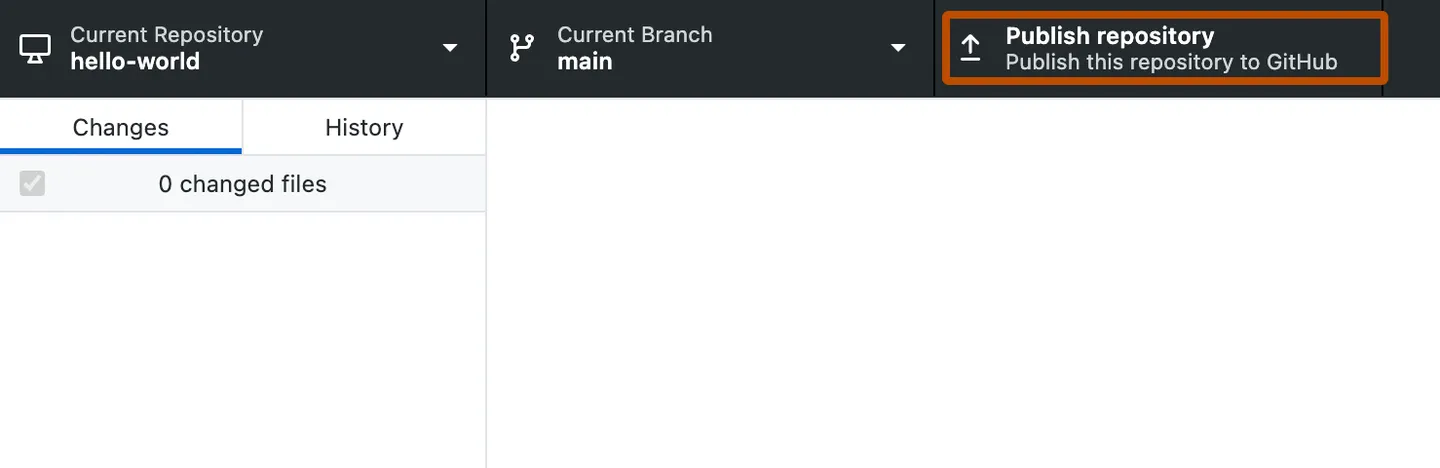 Current Repository
hello-world
Current Branch
main
Publish repository
Publish this repository to GitHub
Changes
History
0 changed files